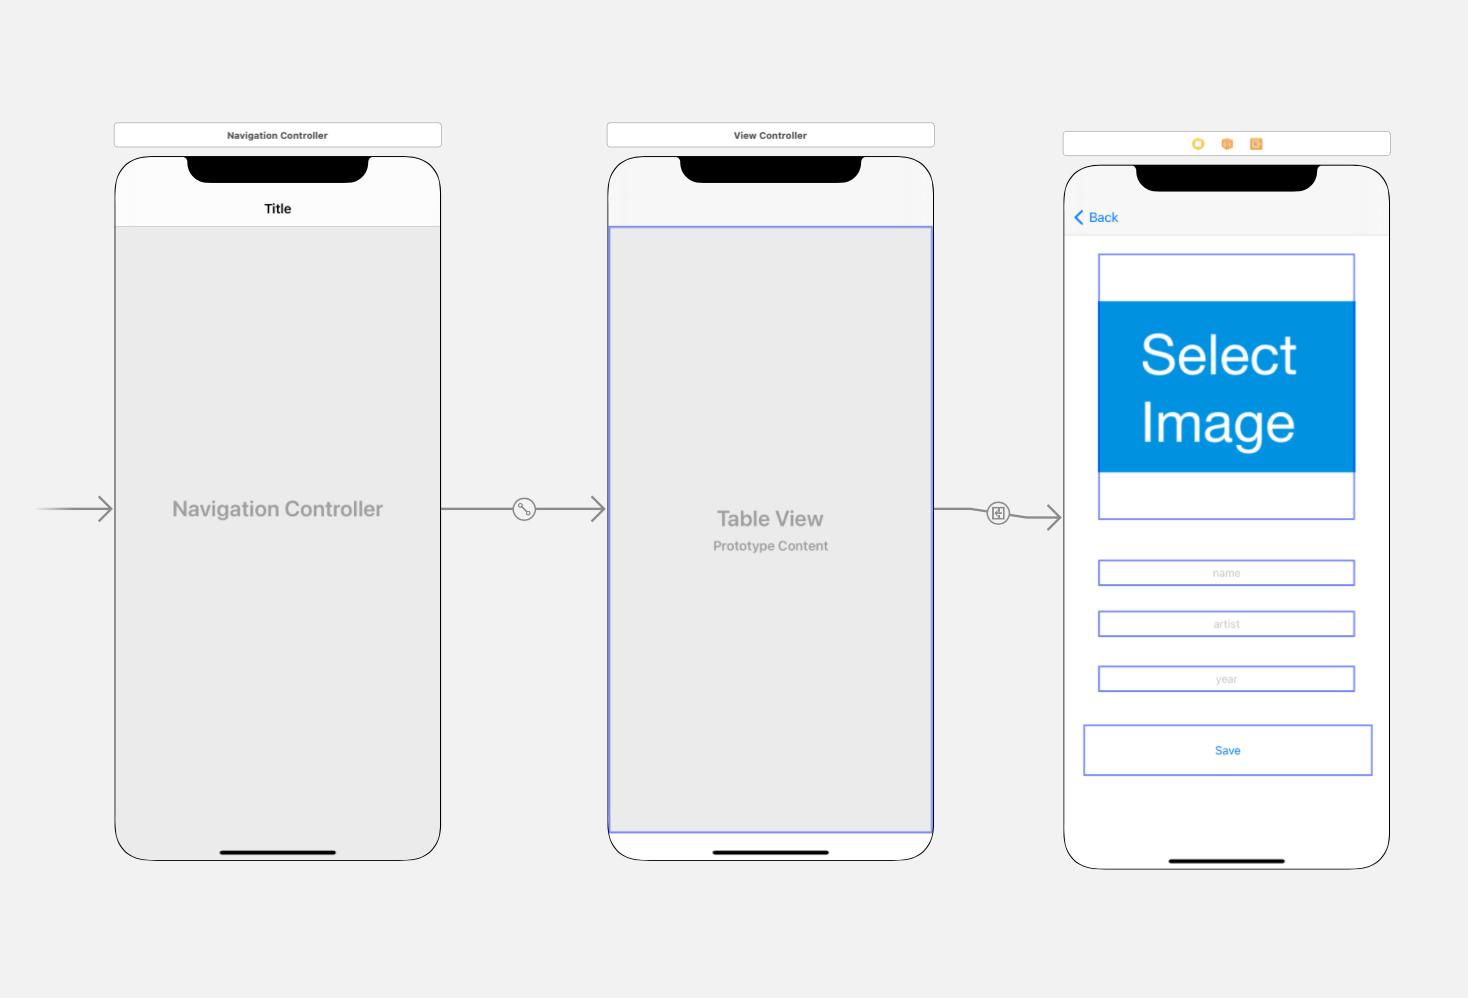 Navigation Controller
Title
Navigation Controller
View Controller
Table View
Prototype Content
Back
Select
Image
name
artist
year
Save